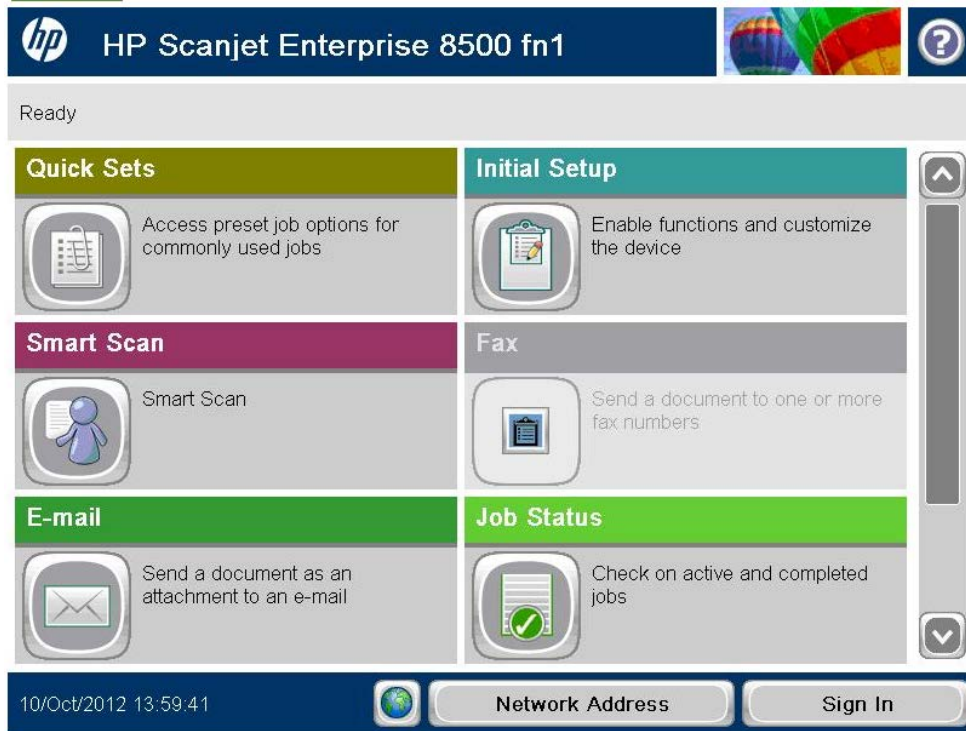 hp
HP Scanjet Enterprise 8500 fn1
?
Ready
Quick Sets
Access preset job options for
commonly used jobs
Initial Setup
Enable functions and customize
the device
Smart Scan
Smart Scan
Fax
Send a document to one or more
fax numbers
E-mail
Send a document as an
attachment to an e-mail
Job Status
Check on active and completed
jobs
10/Oct/2012 13:59:41
Network Address
Sign In